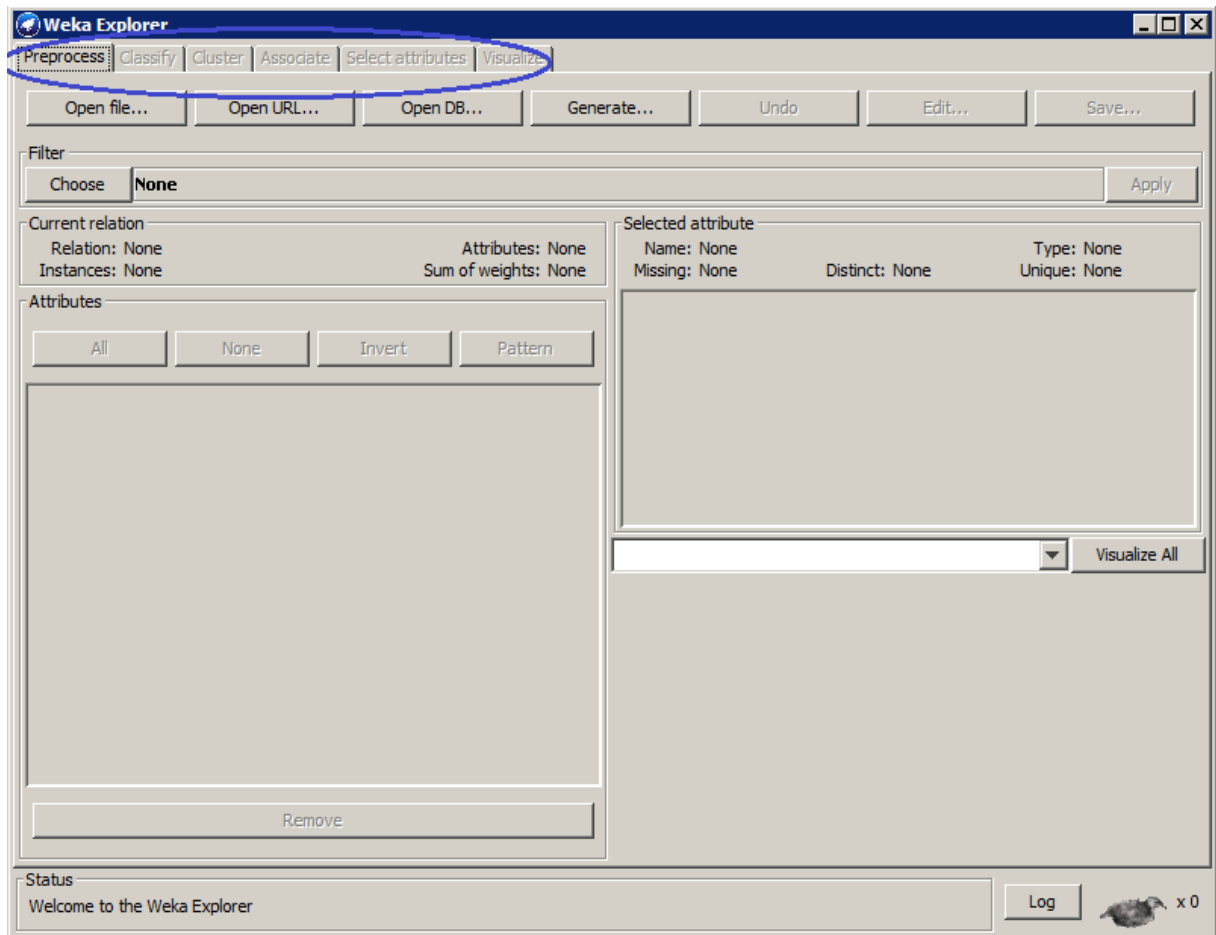 Weka Explorer
Preprocess Classify Cluster Associate Select attributes Visualize
Open file... Open URL... Open DB... Generate... Undo Edit... Save...
Filter
Choose None Apply
Current relation
Relation: None Attributes: None
Instances: None Sum of weights: None
Selected attribute
Name: None Type: None
Missing: None Distinct: None Unique: None
Attributes
All None Invert Pattern
Visualize All
Remove
Status
Welcome to the Weka Explorer
Log x 0